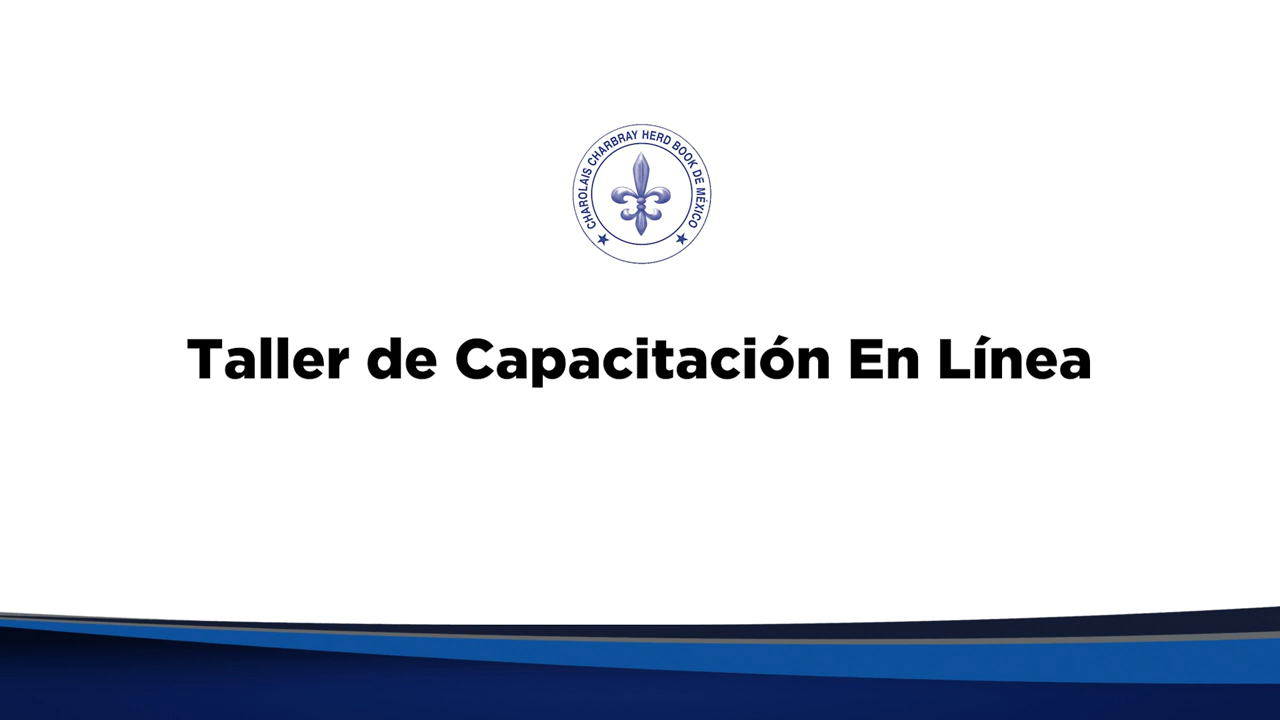 CHAROLAIS CHARBRAY HERD BOOK DE MÉXICO
Taller de Capacitación En Línea